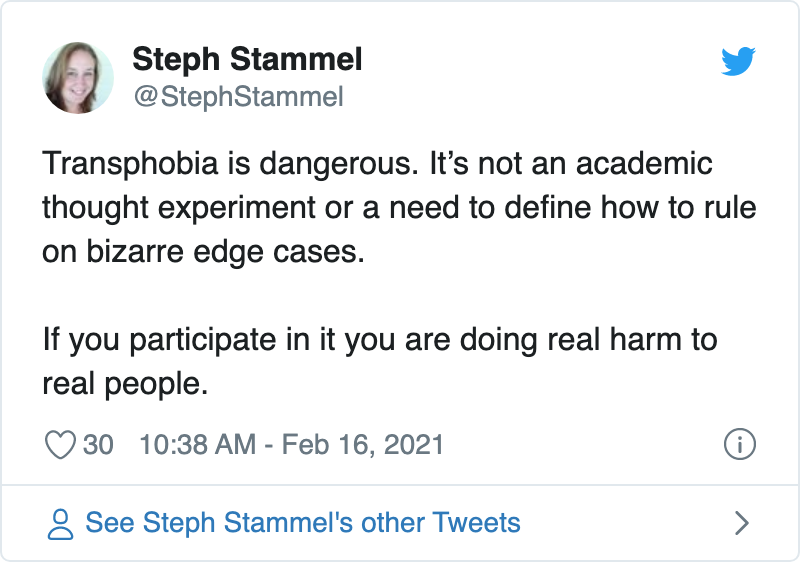 Steph Stammel
@StephStammel
Transphobia is dangerous. It’s not an academic
thought experiment or a need to define how to rule
on bizarre edge cases.
If you participate in it you are doing real harm to
real people.
30 10:38 AM - Feb 16, 2021
See Steph Stammel's other Tweets